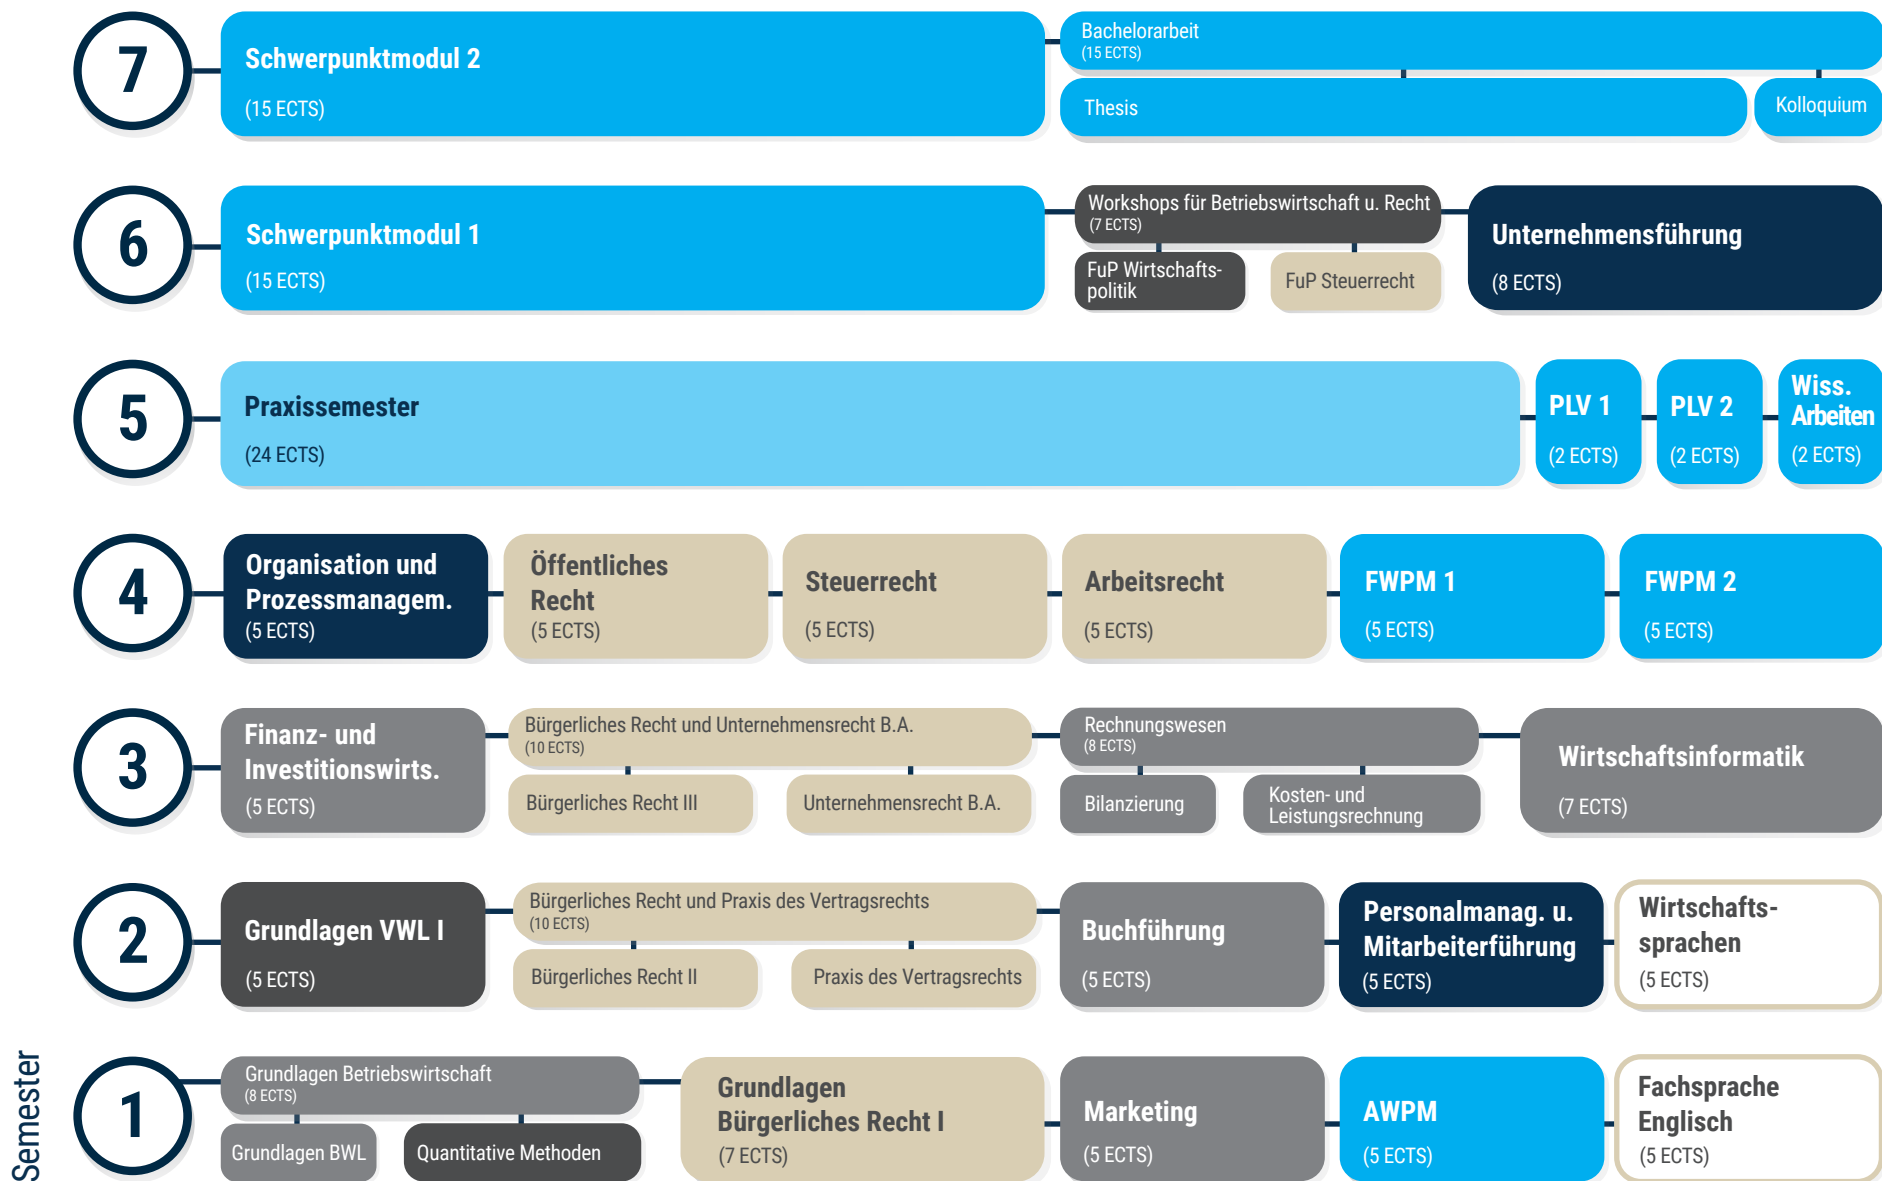 7
Schwerpunktmodul 2
(15 ECTS)
Bachelorarbeit
(15 ECTS)
Thesis
Kolloquium
6
Schwerpunktmodul 1
(15 ECTS)
Workshops für Betriebswirtschaft u. Recht
(7 ECTS)
FuP Wirtschafts-
politik
FuP Steuerrecht
Unternehmensführung
(8 ECTS)
5
Praxissemester
(24 ECTS)
PLV 1
(2 ECTS)
PLV 2
(2 ECTS)
Wiss.
Arbeiten
(2 ECTS)
4
Organisation und
Prozessmanagem.
(5 ECTS)
Öffentliches
Recht
(5 ECTS)
Steuerrecht
(5 ECTS)
Arbeitsrecht
(5 ECTS)
FWPM 1
(5 ECTS)
FWPM 2
(5 ECTS)
3
Finanz- und
Investitionswirts.
(5 ECTS)
Bürgerliches Recht und Unternehmensrecht B.A.
(10 ECTS)
Bürgerliches Recht III
Unternehmensrecht B.A.
Rechnungswesen
(8 ECTS)
Bilanzierung
Kosten- und
Leistungsrechnung
Wirtschaftsinformatik
(7 ECTS)
2
Grundlagen VWL I
(5 ECTS)
Bürgerliches Recht und Praxis des Vertragsrechts
(10 ECTS)
Bürgerliches Recht II
Praxis des Vertragsrechts
Buchführung
(5 ECTS)
Personalmanag. u.
Mitarbeiterführung
(5 ECTS)
Wirtschafts-
sprachen
(5 ECTS)
Semester
1
Grundlagen Betriebswirtschaft
(8 ECTS)
Grundlagen BWL
Quantitative Methoden
Grundlagen
Bürgerliches Recht I
(7 ECTS)
Marketing
(5 ECTS)
AWPM
(5 ECTS)
Fachsprache
Englisch
(5 ECTS)